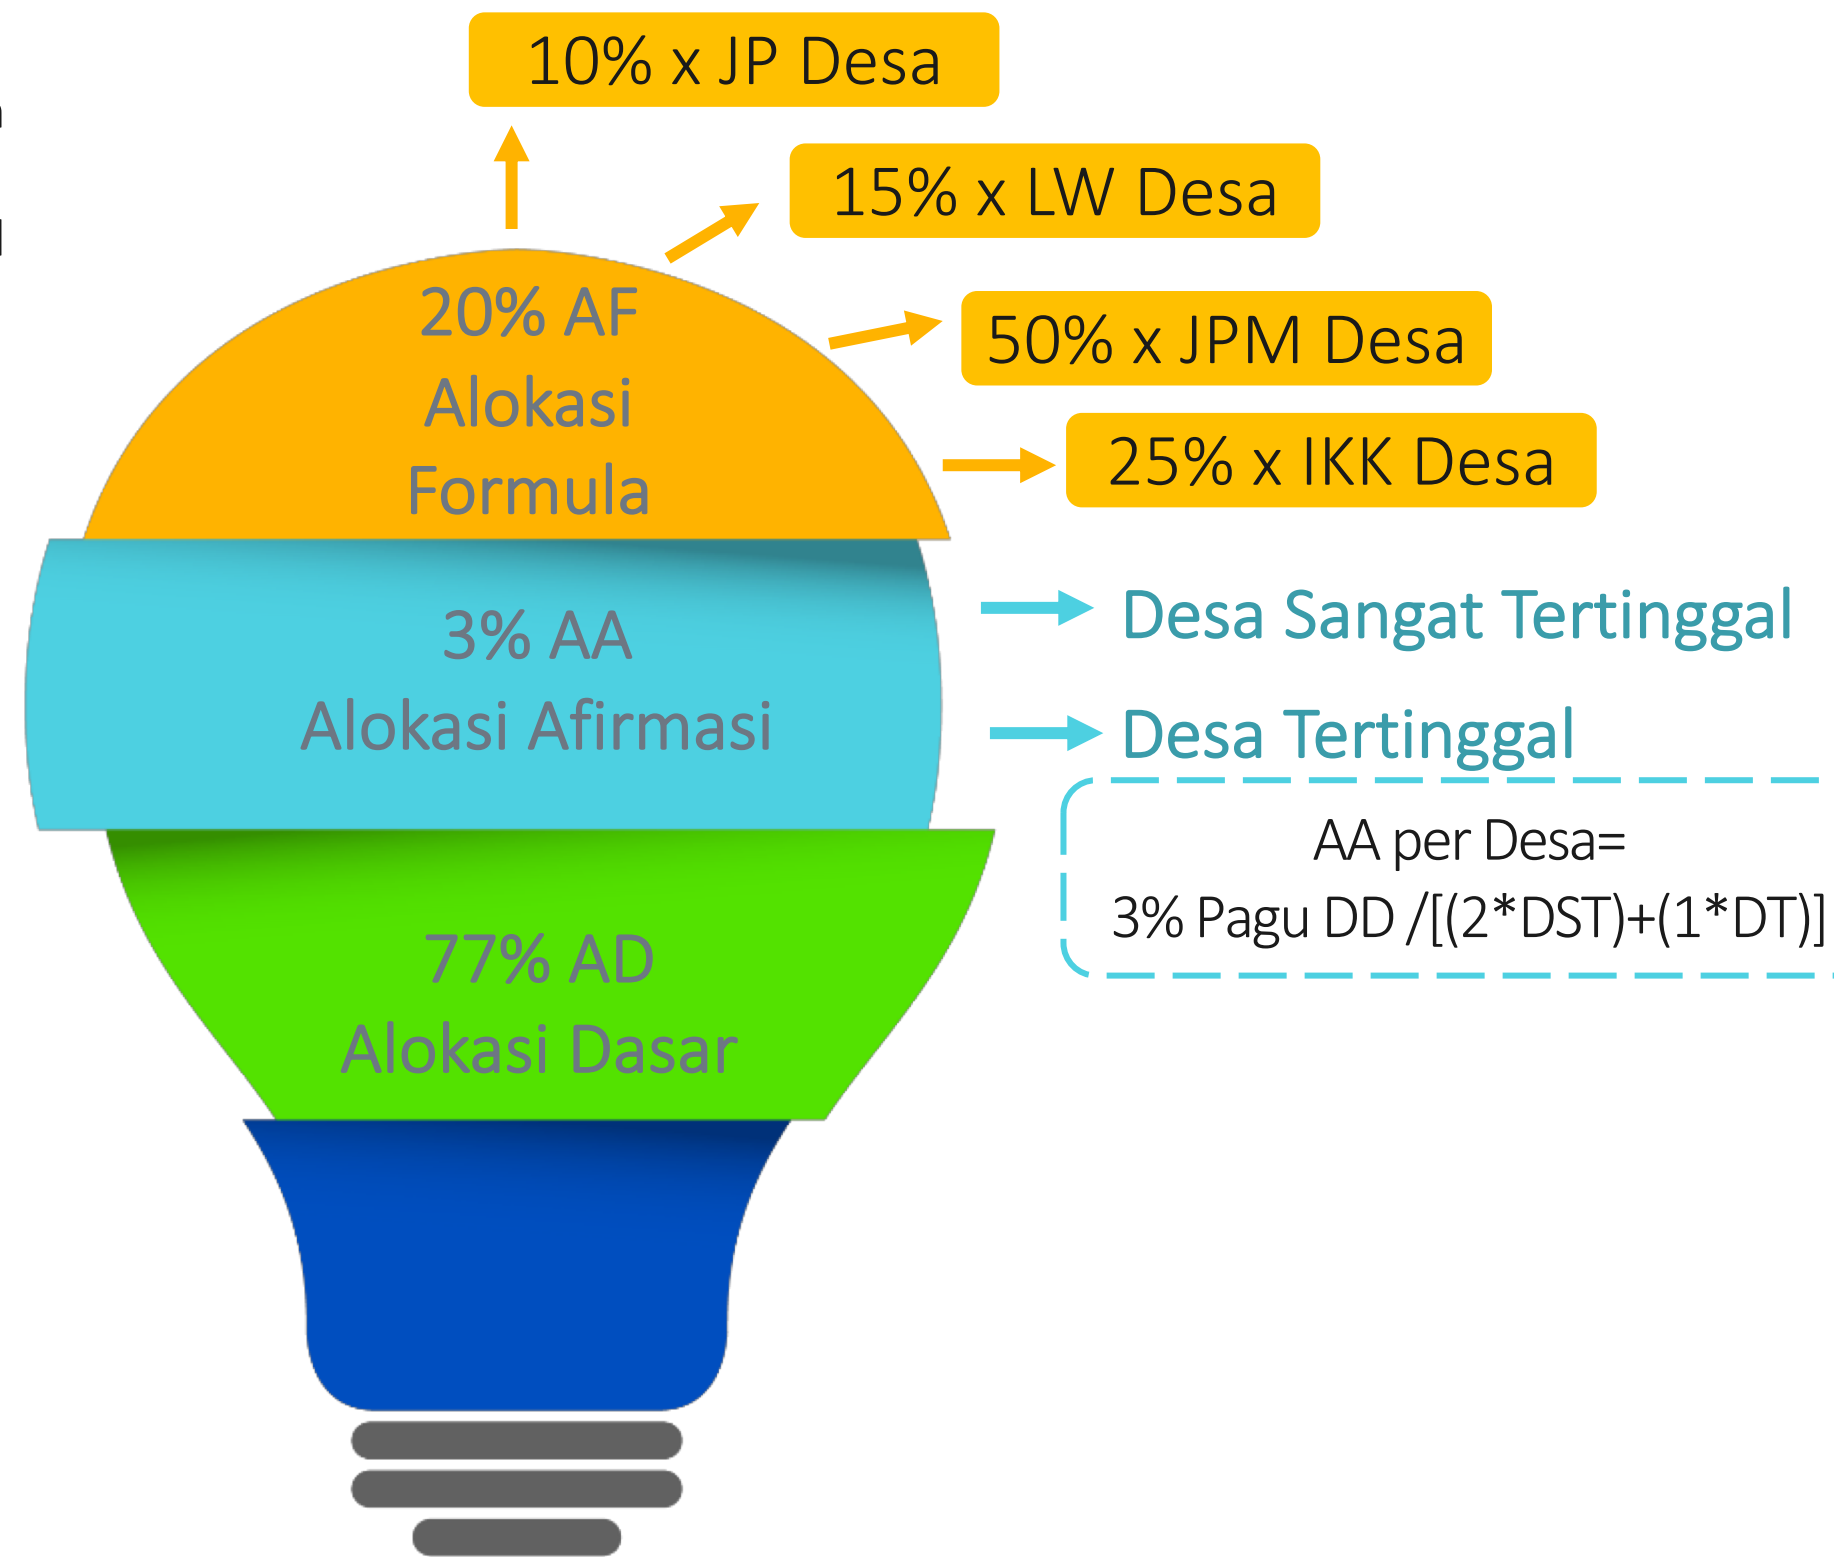 10% x JP Desa
15% x LW Desa
50% x JPM Desa
25% x IKK Desa
20% AF
Alokasi
Formula
3% AA
Alokasi Afirmasi
Desa Sangat Tertinggal
Desa Tertinggal
AA per Desa=
3% Pagu DD /[(2*DST)+(1*DT)]
77% AD
Alokasi Dasar